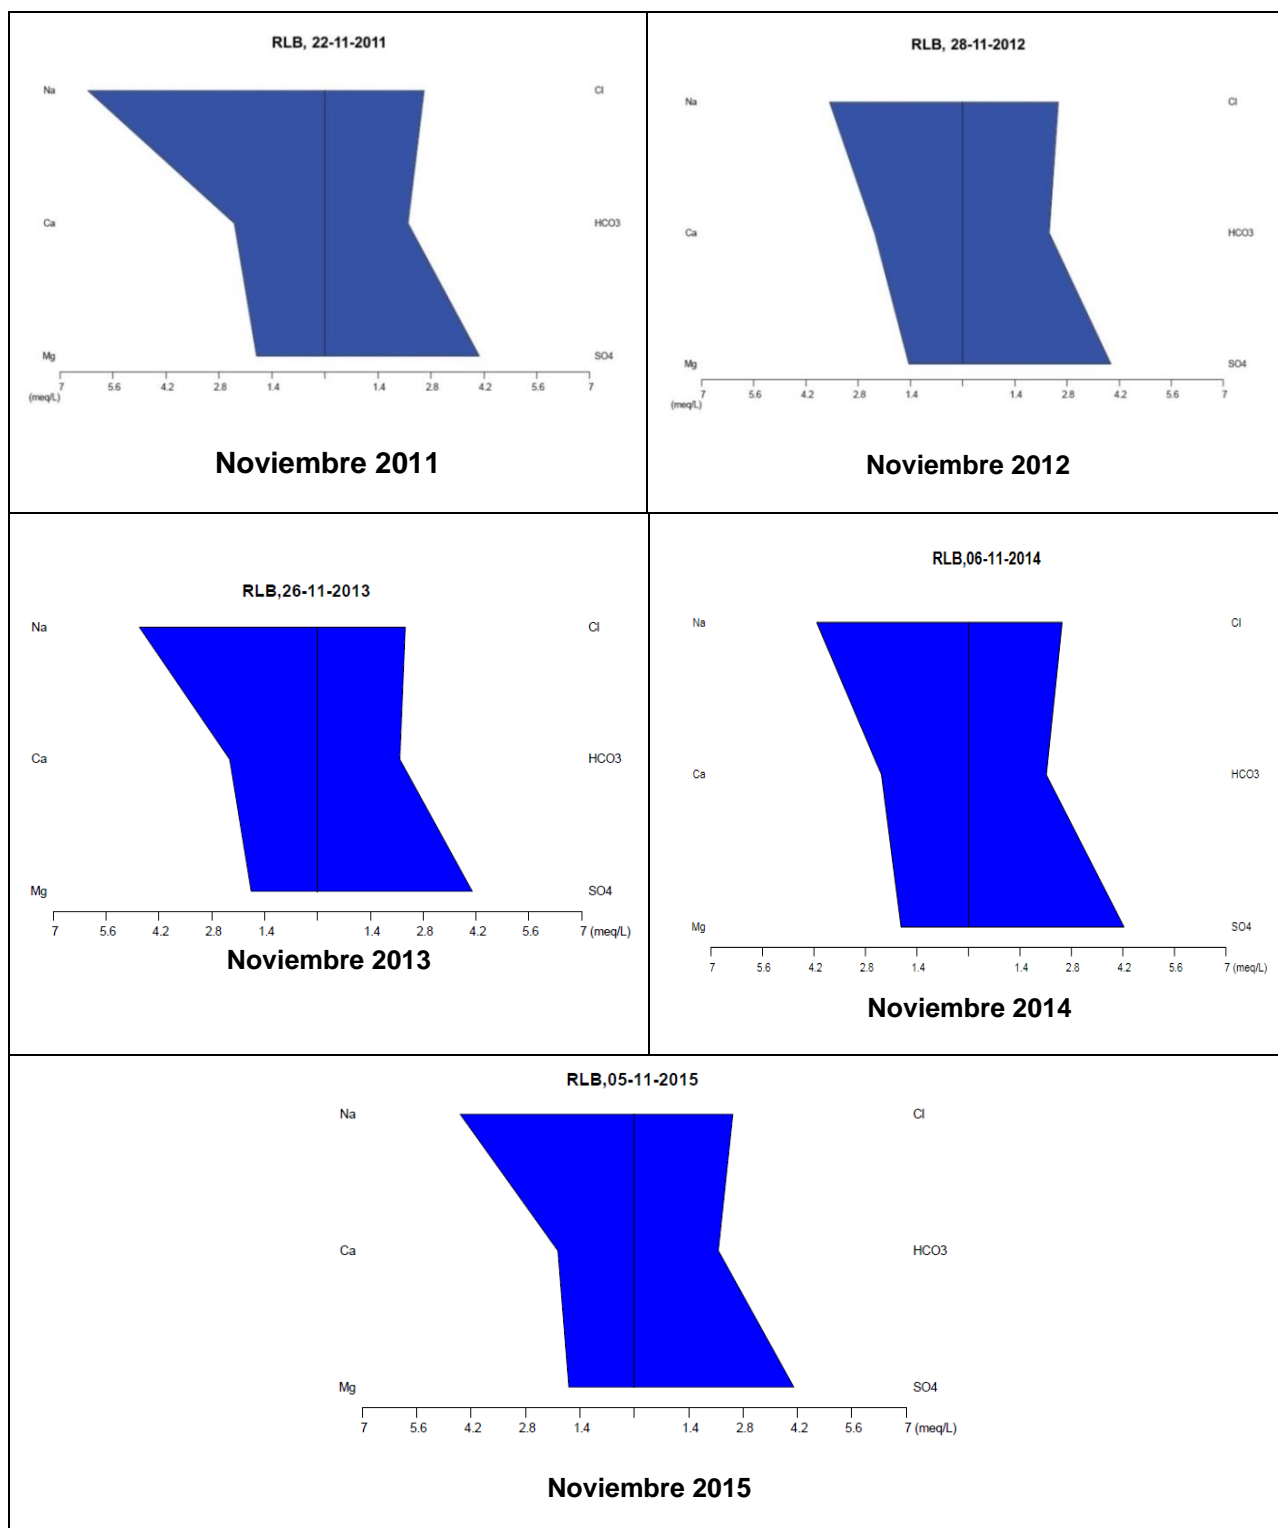 RLB, 22-11-2011
Na Cl
Ca HCO3
Mg SO4
7 5.6 4.2 2.8 1.4 1.4 2.8 4.2 5.6 7
(meq/L)
Noviembre 2011
RLB, 28-11-2012
Na Cl
Ca HCO3
Mg SO4
7 5.6 4.2 2.8 1.4 1.4 2.8 4.2 5.6 7
(meq/L)
Noviembre 2012
RLB,26-11-2013
Na Cl
Ca HCO3
Mg SO4
7 5.6 4.2 2.8 1.4 1.4 2.8 4.2 5.6 7 (meq/L)
Noviembre 2013
RLB,06-11-2014
Na Cl
Ca HCO3
Mg SO4
7 5.6 4.2 2.8 1.4 1.4 2.8 4.2 5.6 7 (meq/L)
Noviembre 2014
RLB,05-11-2015
Na Cl
Ca HCO3
Mg SO4
7 5.6 4.2 2.8 1.4 1.4 2.8 4.2 5.6 7 (meq/L)
Noviembre 2015